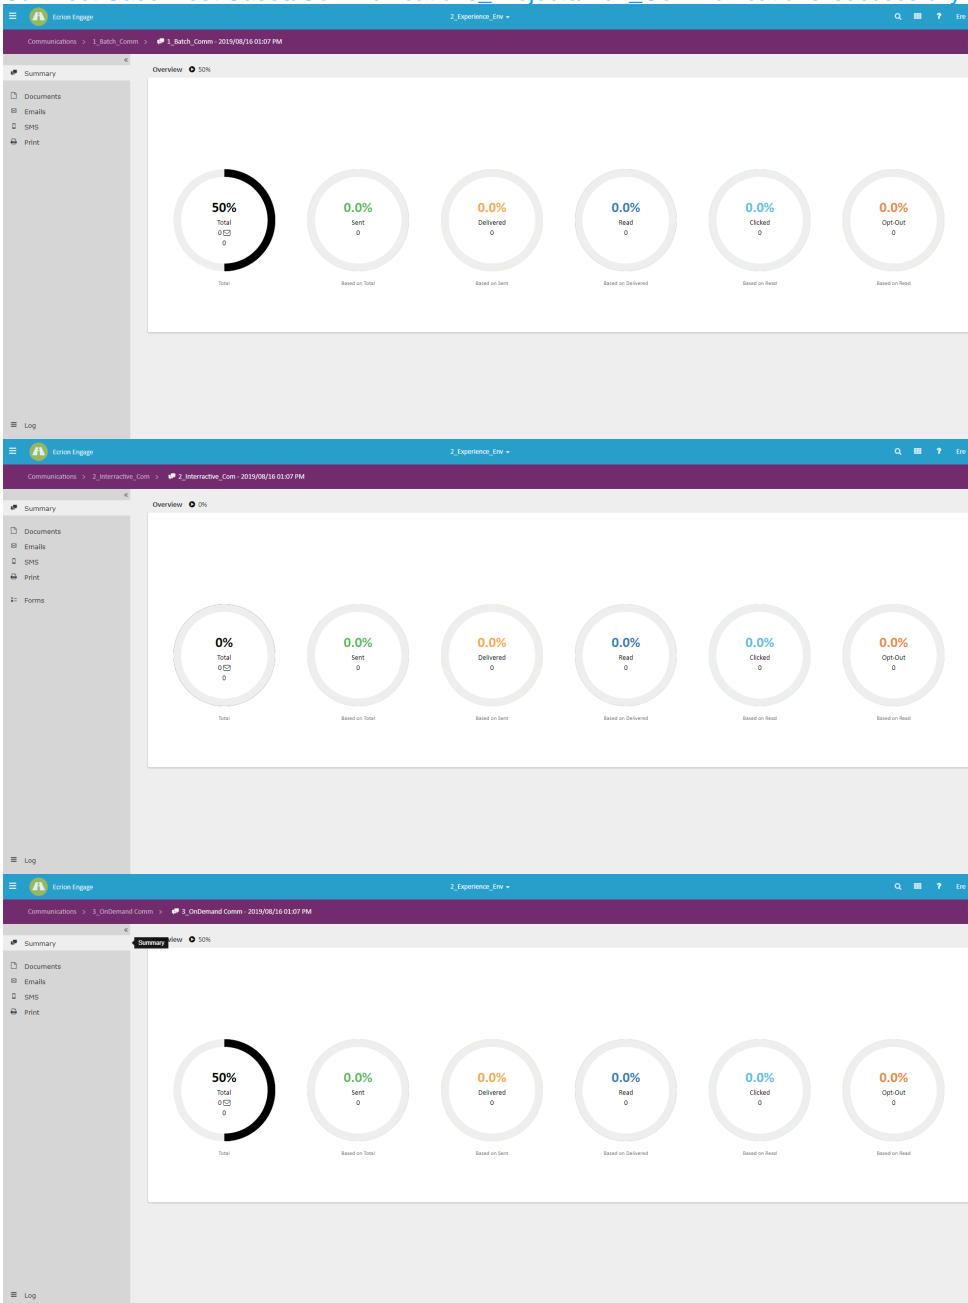 Ecrion Engage 2_Experience_Env ? Ere
Communications > 1_Batch_Comm > 1_Batch_Comm - 2019/08/16 01:07 PM
«
Summary
Overview 50%
Documents
Emails
SMS
Print
50% 0.0% 0.0% 0.0% 0.0% 0.0%
Total Sent Delivered Read Clicked Opt-Out
0 0 0 0 0 0
0
Total Based on Total Based on Sent Based on Delivered Based on Read Based on Read
Log
Ecrion Engage 2_Experience_Env ? Ere
Communications > 2_Interractive_Com > 2_Interractive_Com - 2019/08/16 01:07 PM
«
Summary
Overview 0%
Documents
Emails
SMS
Print
Forms
0% 0.0% 0.0% 0.0% 0.0% 0.0%
Total Sent Delivered Read Clicked Opt-Out
0 0 0 0 0 0
0
Total Based on Total Based on Sent Based on Delivered Based on Read Based on Read
Log
Ecrion Engage 2_Experience_Env ? Ere
Communications > 3_OnDemand Comm > 3_OnDemand Comm - 2019/08/16 01:07 PM
«
Summary
Summary view 50%
Documents
Emails
SMS
Print
50% 0.0% 0.0% 0.0% 0.0% 0.0%
Total Sent Delivered Read Clicked Opt-Out
0 0 0 0 0 0
0
Total Based on Total Based on Sent Based on Delivered Based on Read Based on Read
Log